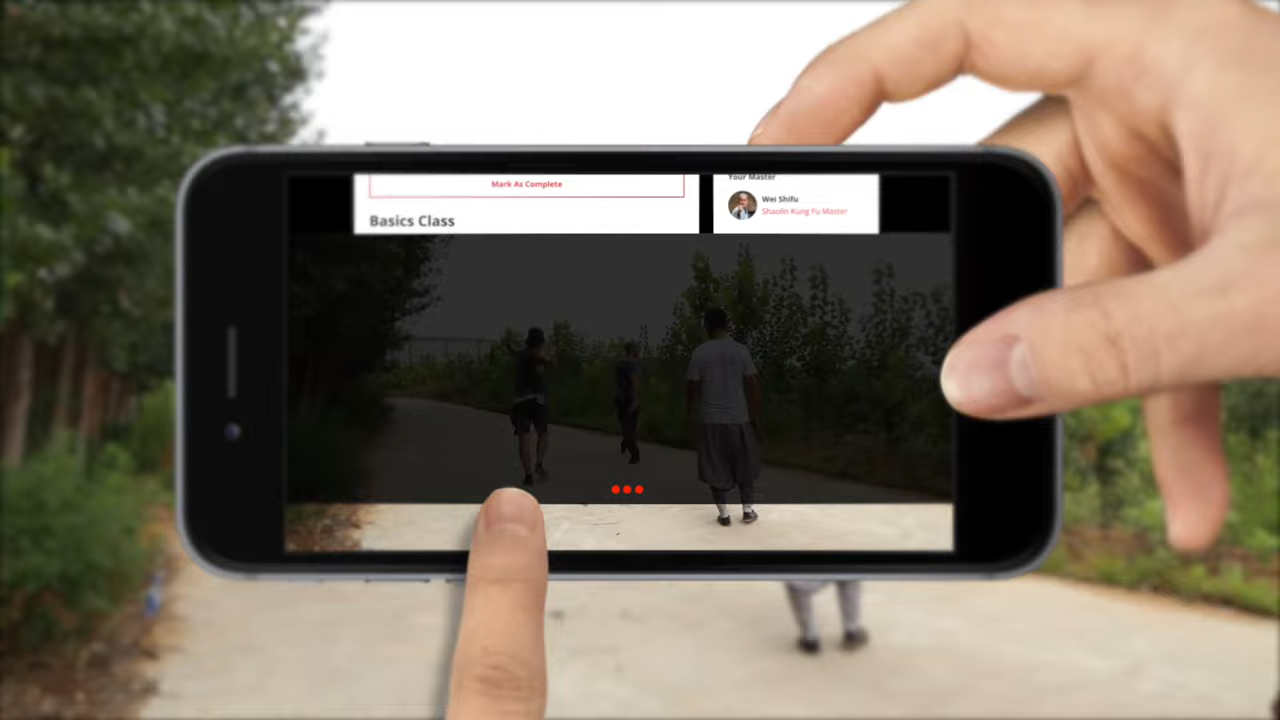 Mark As Complete
Basics Class
Your Master
Wei Shifu
Shaolin Kung Fu Master